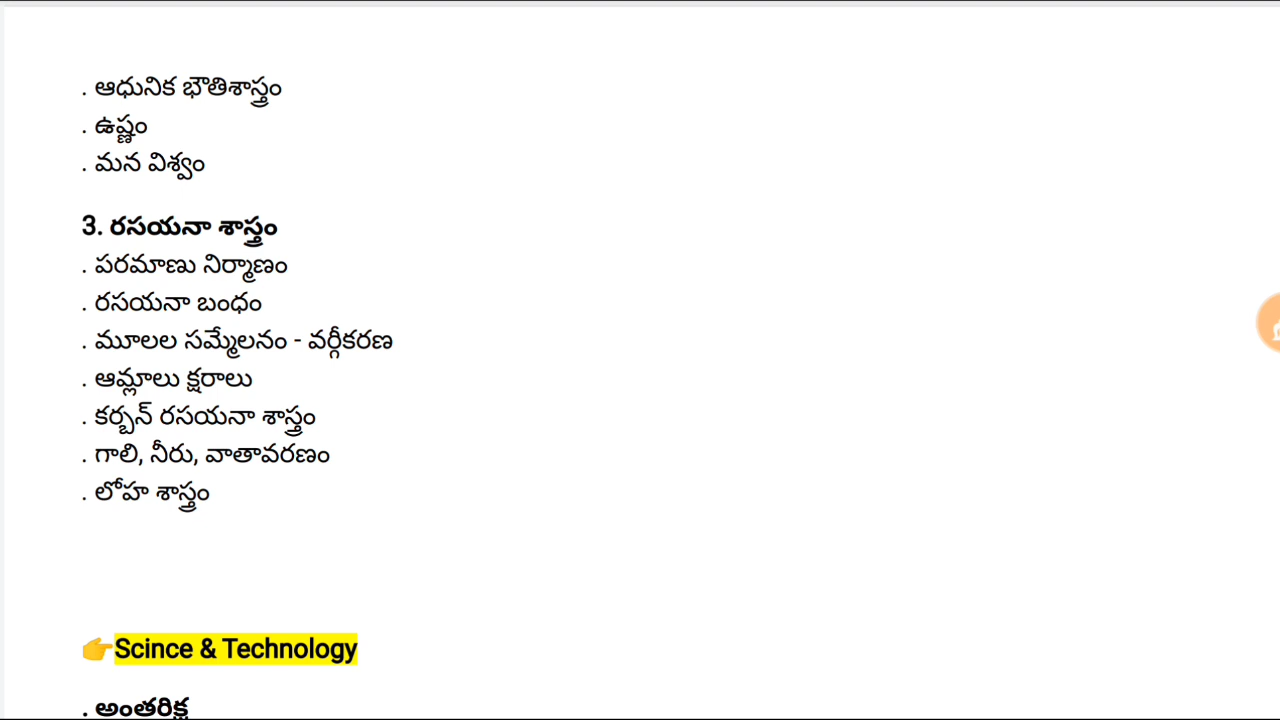 . ఆధునిక భౌతిశాస్త్రం
. ఉష్ణం
. మన విశ్వం
3. రసయనా శాస్త్రం
. పరమాణు నిర్మాణం
. రసయనా బంధం
. మూలల సమ్మేలనం - వర్గీకరణ
. ఆమ్లాలు క్షరాలు
. కర్బన్ రసయనా శాస్త్రం
. గాలి, నీరు, వాతావరణం
. లోహ శాస్త్రం
👉Scince & Technology
. అంతరిక్ష